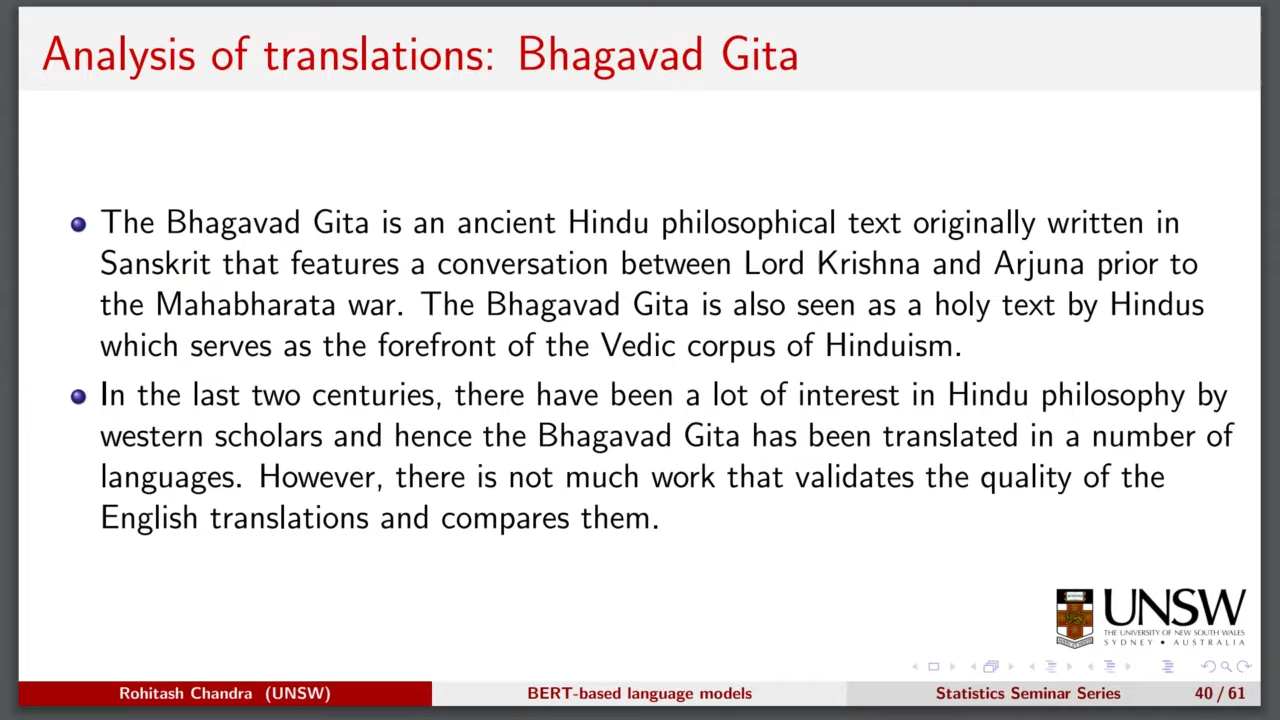 Analysis of translations: Bhagavad Gita
The Bhagavad Gita is an ancient Hindu philosophical text originally written in
Sanskrit that features a conversation between Lord Krishna and Arjuna prior to
the Mahabharata war. The Bhagavad Gita is also seen as a holy text by Hindus
which serves as the forefront of the Vedic corpus of Hinduism.
In the last two centuries, there have been a lot of interest in Hindu philosophy by
western scholars and hence the Bhagavad Gita has been translated in a number of
languages. However, there is not much work that validates the quality of the
English translations and compares them.
UNSW
THE UNIVERSITY OF NEW SOUTH WALES
SYDNEY • AUSTRALIA
Rohitash Chandra (UNSW) BERT-based language models Statistics Seminar Series 40 / 61